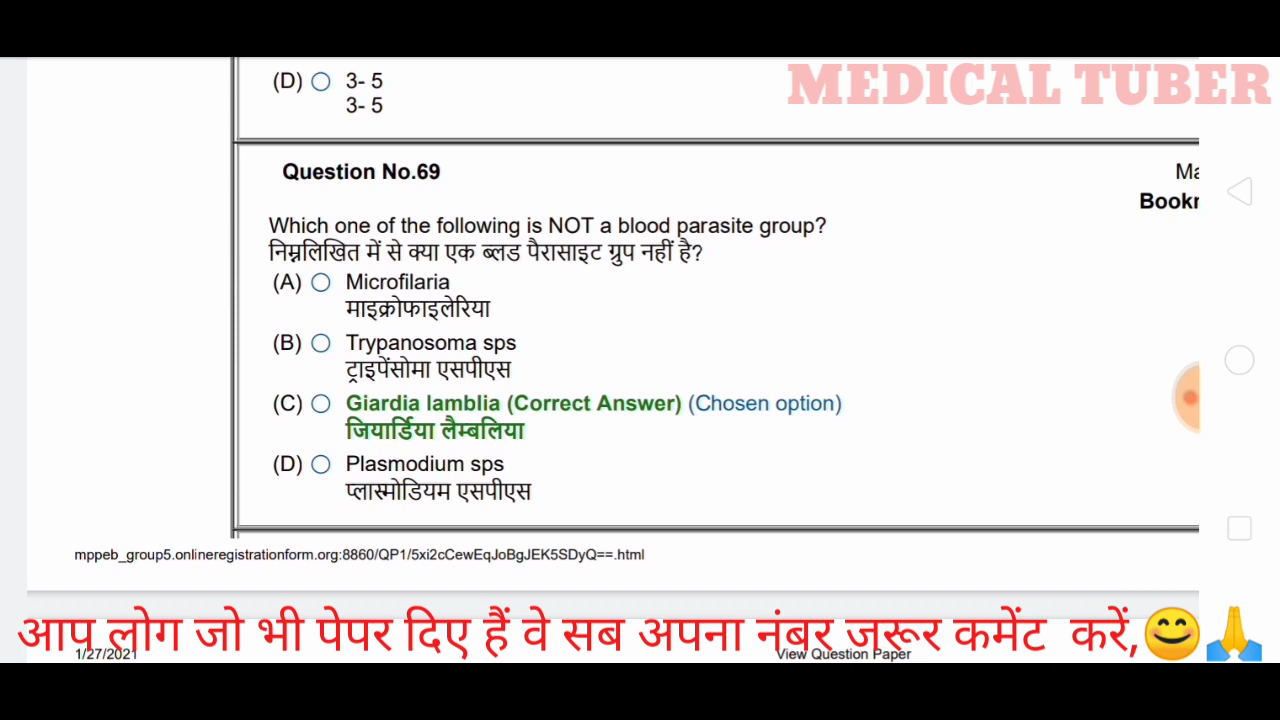 (D) 3- 5
3- 5
MEDICAL TUBER
Question No.69
Which one of the following is NOT a blood parasite group?
निम्नलिखित में से क्या एक ब्लड पैरासाइट ग्रुप नहीं है?
(A) Microfilaria
माइक्रोफाइलेरिया
(B) Trypanosoma sps
ट्राइपेंसोमा एसपीएस
(C) Giardia lamblia (Correct Answer) (Chosen option)
जियार्डिया लैम्बलिया
(D) Plasmodium sps
प्लास्मोडियम एसपीएस
mppeb_group5.onlineregistrationform.org:8860/QP1/5xi2cCewEqJoBgJEK5SDyQ==.html
आप लोग जो भी पेपर दिए हैं वे सब अपना नंबर जरूर कमेंट करें,😊🙏
1/27/2021 View Question Paper